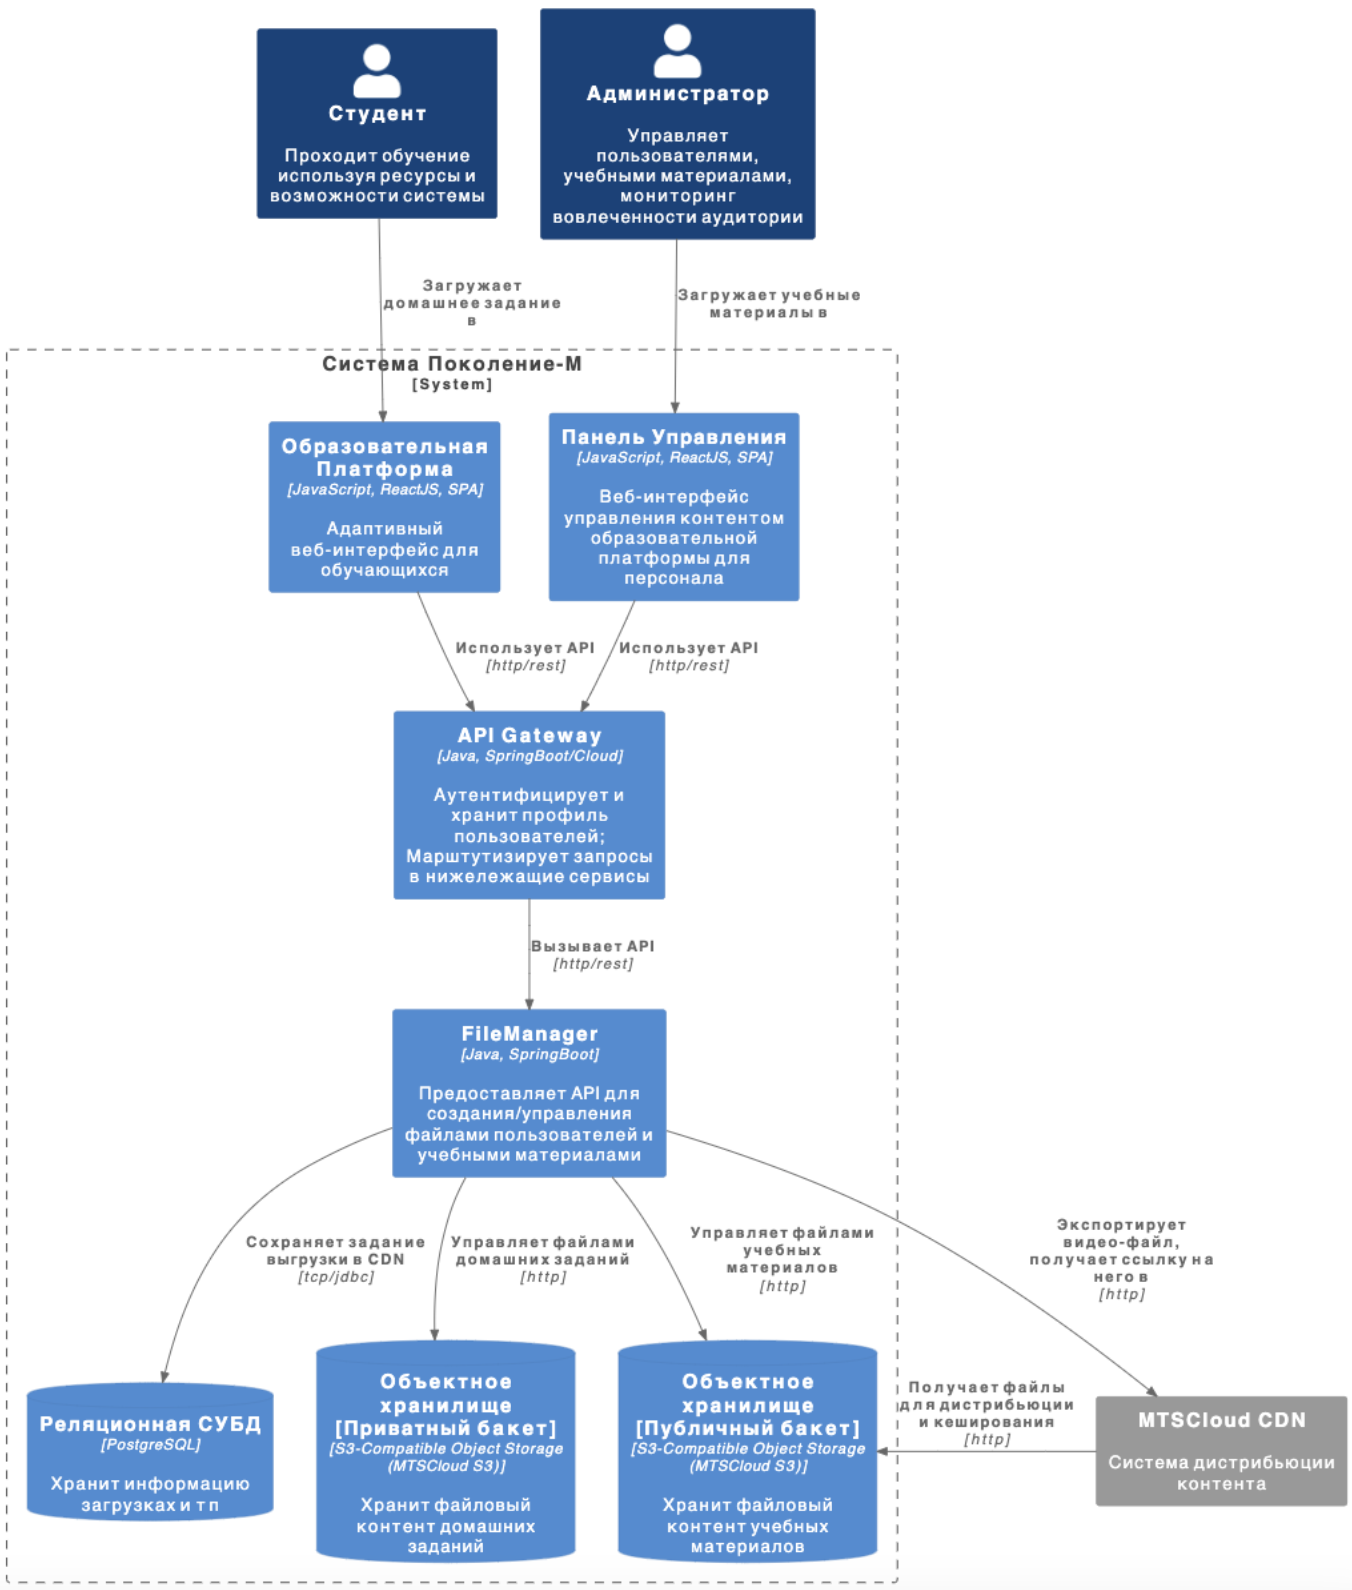 Студент
Проходит обучение
используя ресурсы и
возможности системы
Администратор
Управляет
пользователями,
учебными материалами,
мониторинг
вовлеченности аудитории
Загружает
домашнее задание
в
Загружает учебные
материалы в
Система Поколение-М
[System]
Образовательная
Платформа
[JavaScript, ReactJS, SPA]
Адаптивный
веб-интерфейс для
обучающихся
Панель Управления
[JavaScript, ReactJS, SPA]
Веб-интерфейс
управления контентом
образовательной
платформы для
персонала
Использует API
[http/rest]
Использует API
[http/rest]
API Gateway
[Java, SpringBoot/Cloud]
Аутентифицирует и
хранит профиль
пользователей;
Марштутизирует запросы
в нижележащие сервисы
Вызывает API
[http/rest]
FileManager
[Java, SpringBoot]
Предоставляет API для
создания/управления
файлами пользователей и
учебными материалами
Сохраняет задание
выгрузки в CDN
[tcp/jdbc]
Управляет файлами
домашних заданий
[http]
Управляет файлами
учебных
материалов
[http]
Экспортирует
видео-файл,
получает ссылку на
него в
[http]
Реляционная СУБД
[PostgreSQL]
Хранит информацию
загрузках и т п
Объектное
хранилище
[Приватный бакет]
[S3-Compatible Object Storage
(MTSCloud S3)]
Хранит файловый
контент домашних
заданий
Объектное
хранилище
[Публичный бакет]
[S3-Compatible Object Storage
(MTSCloud S3)]
Хранит файловый
контент учебных
материалов
Получает файлы
для дистрибьюции
и кеширования
[http]
MTSCloud CDN
Система дистрибьюции
контента